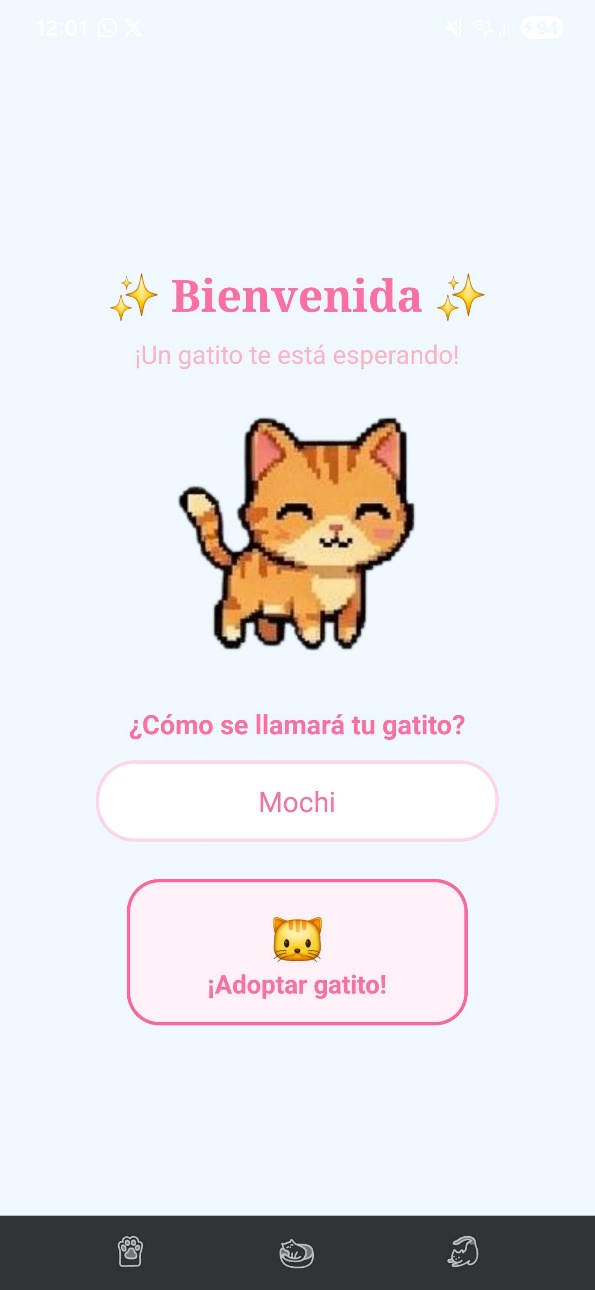 12:01
94
✨ Bienvenida ✨
¡Un gatito te está esperando!
¿Cómo se llamará tu gatito?
Mochi
¡Adoptar gatito!